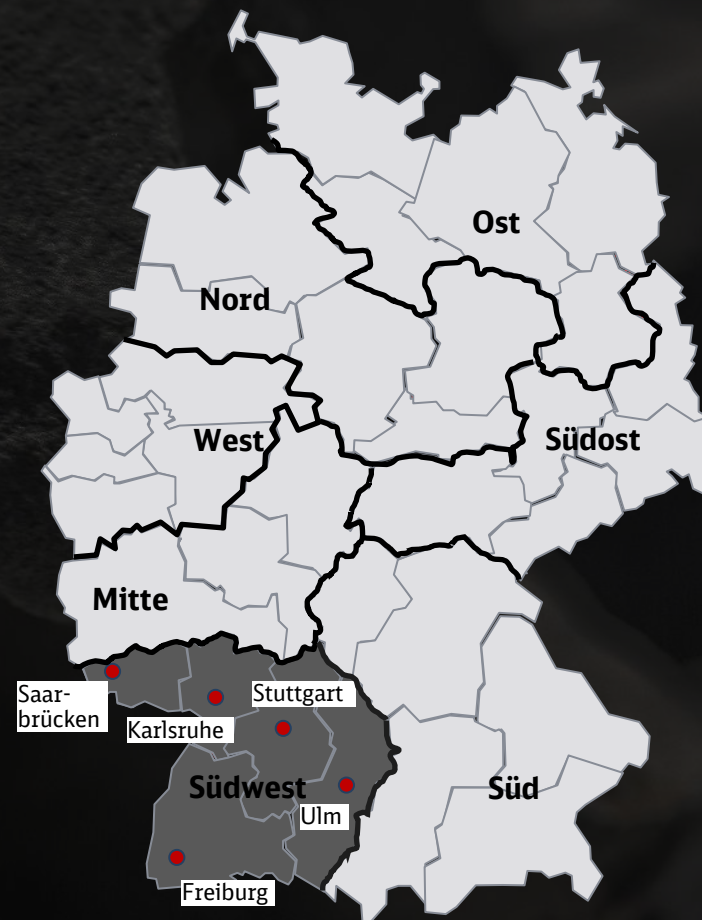 Ost
Nord
West
Südost
Mitte
Saar-
brücken
Stuttgart
Karlsruhe
Südwest
Süd
Ulm
Freiburg